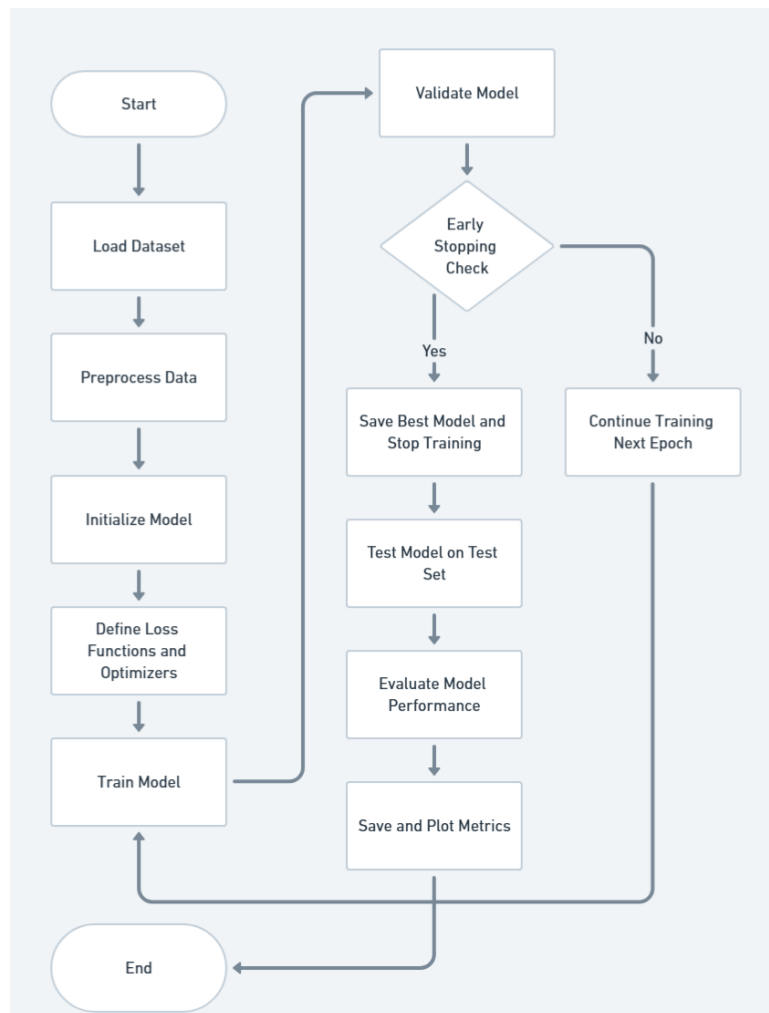 Start
Load Dataset
Preprocess Data
Initialize Model
Define Loss
Functions and
Optimizers
Train Model
End
Validate Model
Early
Stopping
Check
Yes
No
Save Best Model and
Stop Training
Continue Training
Next Epoch
Test Model on Test
Set
Evaluate Model
Performance
Save and Plot Metrics